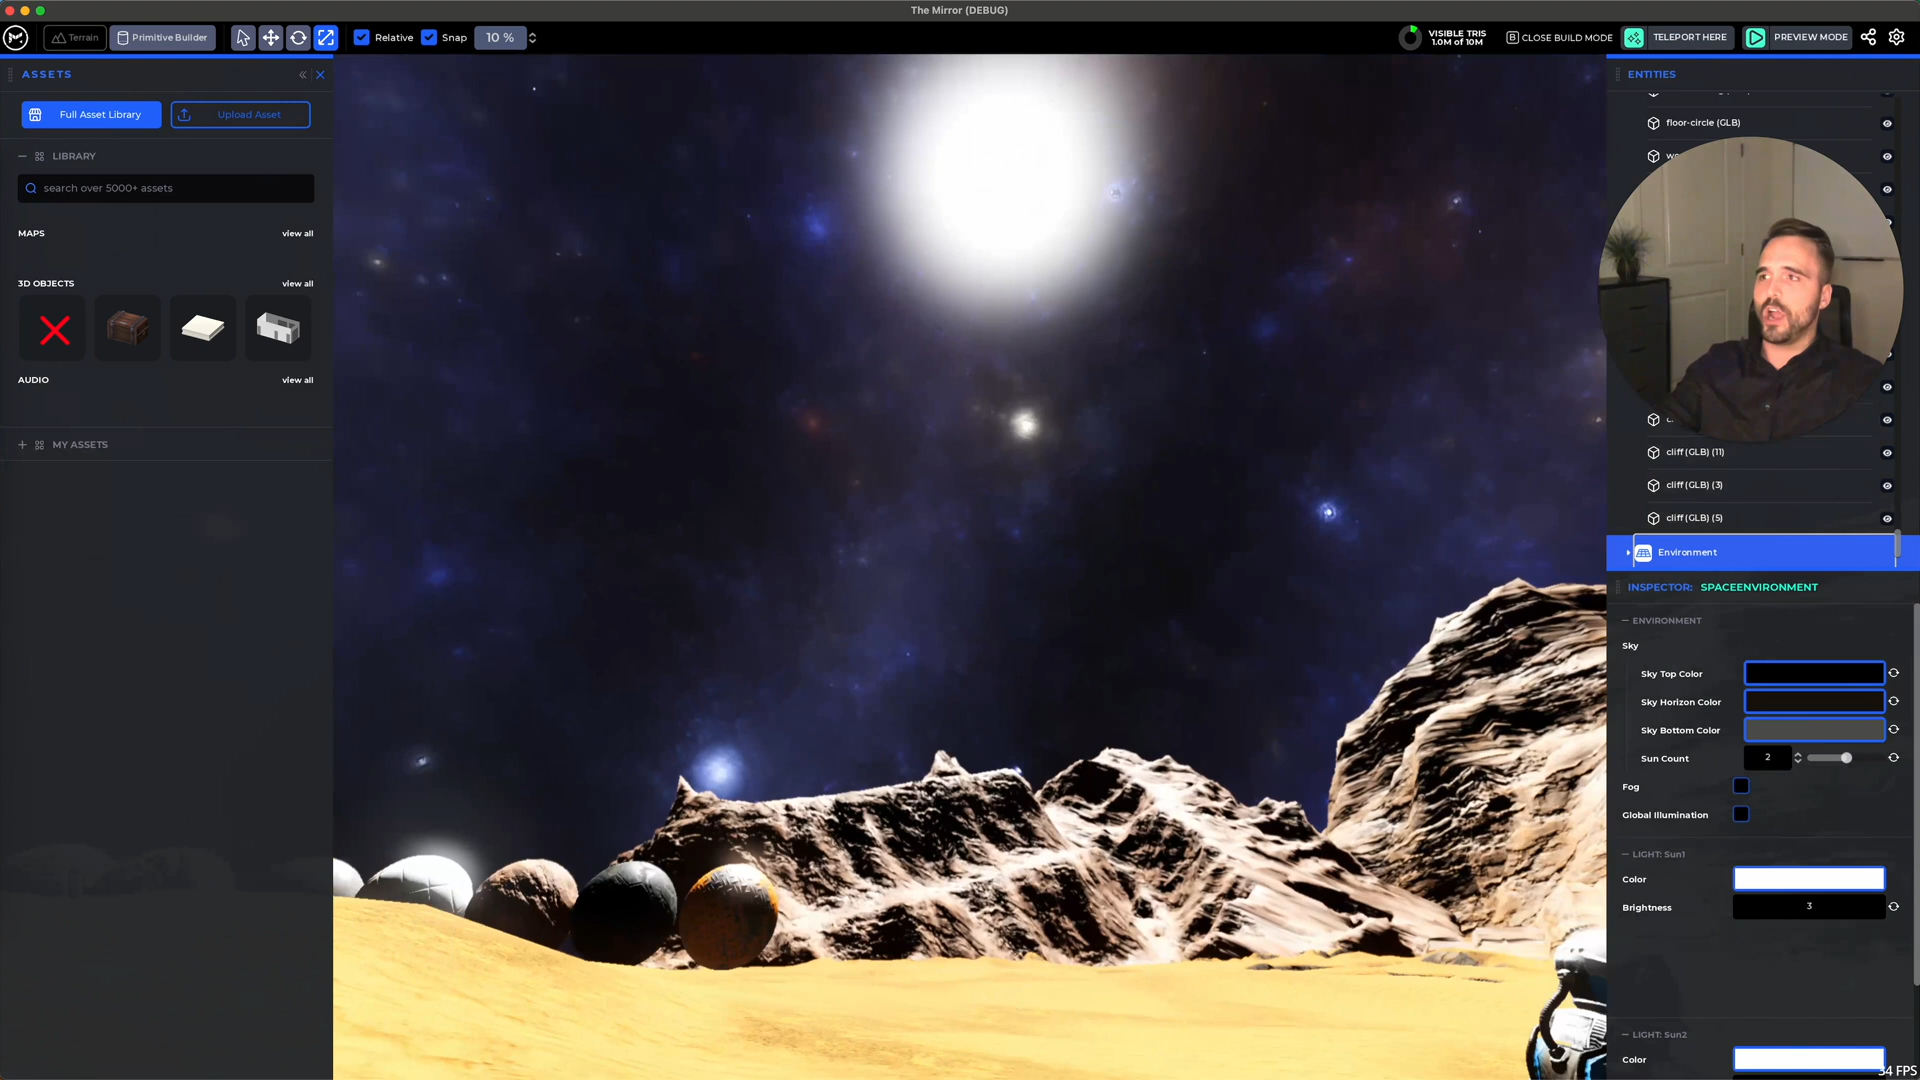 The Mirror (DEBUG)
Terrain
Primitive Builder
Relative
Snap
10 %
VISIBLE TRIS
1.0M of 10M
B CLOSE BUILD MODE
TELEPORT HERE
PREVIEW MODE
ASSETS
Full Asset Library
Upload Asset
LIBRARY
search over 5000+ assets
MAPS
view all
3D OBJECTS
view all
AUDIO
view all
MY ASSETS
ENTITIES
floor-circle (GLB)
cliff (GLB) (11)
cliff (GLB) (3)
cliff (GLB) (5)
Environment
INSPECTOR: SPACEENVIRONMENT
ENVIRONMENT
Sky
Sky Top Color
Sky Horizon Color
Sky Bottom Color
Sun Count
2
Fog
Global Illumination
LIGHT: Sun1
Color
Brightness
3
LIGHT: Sun2
Color
34 FPS